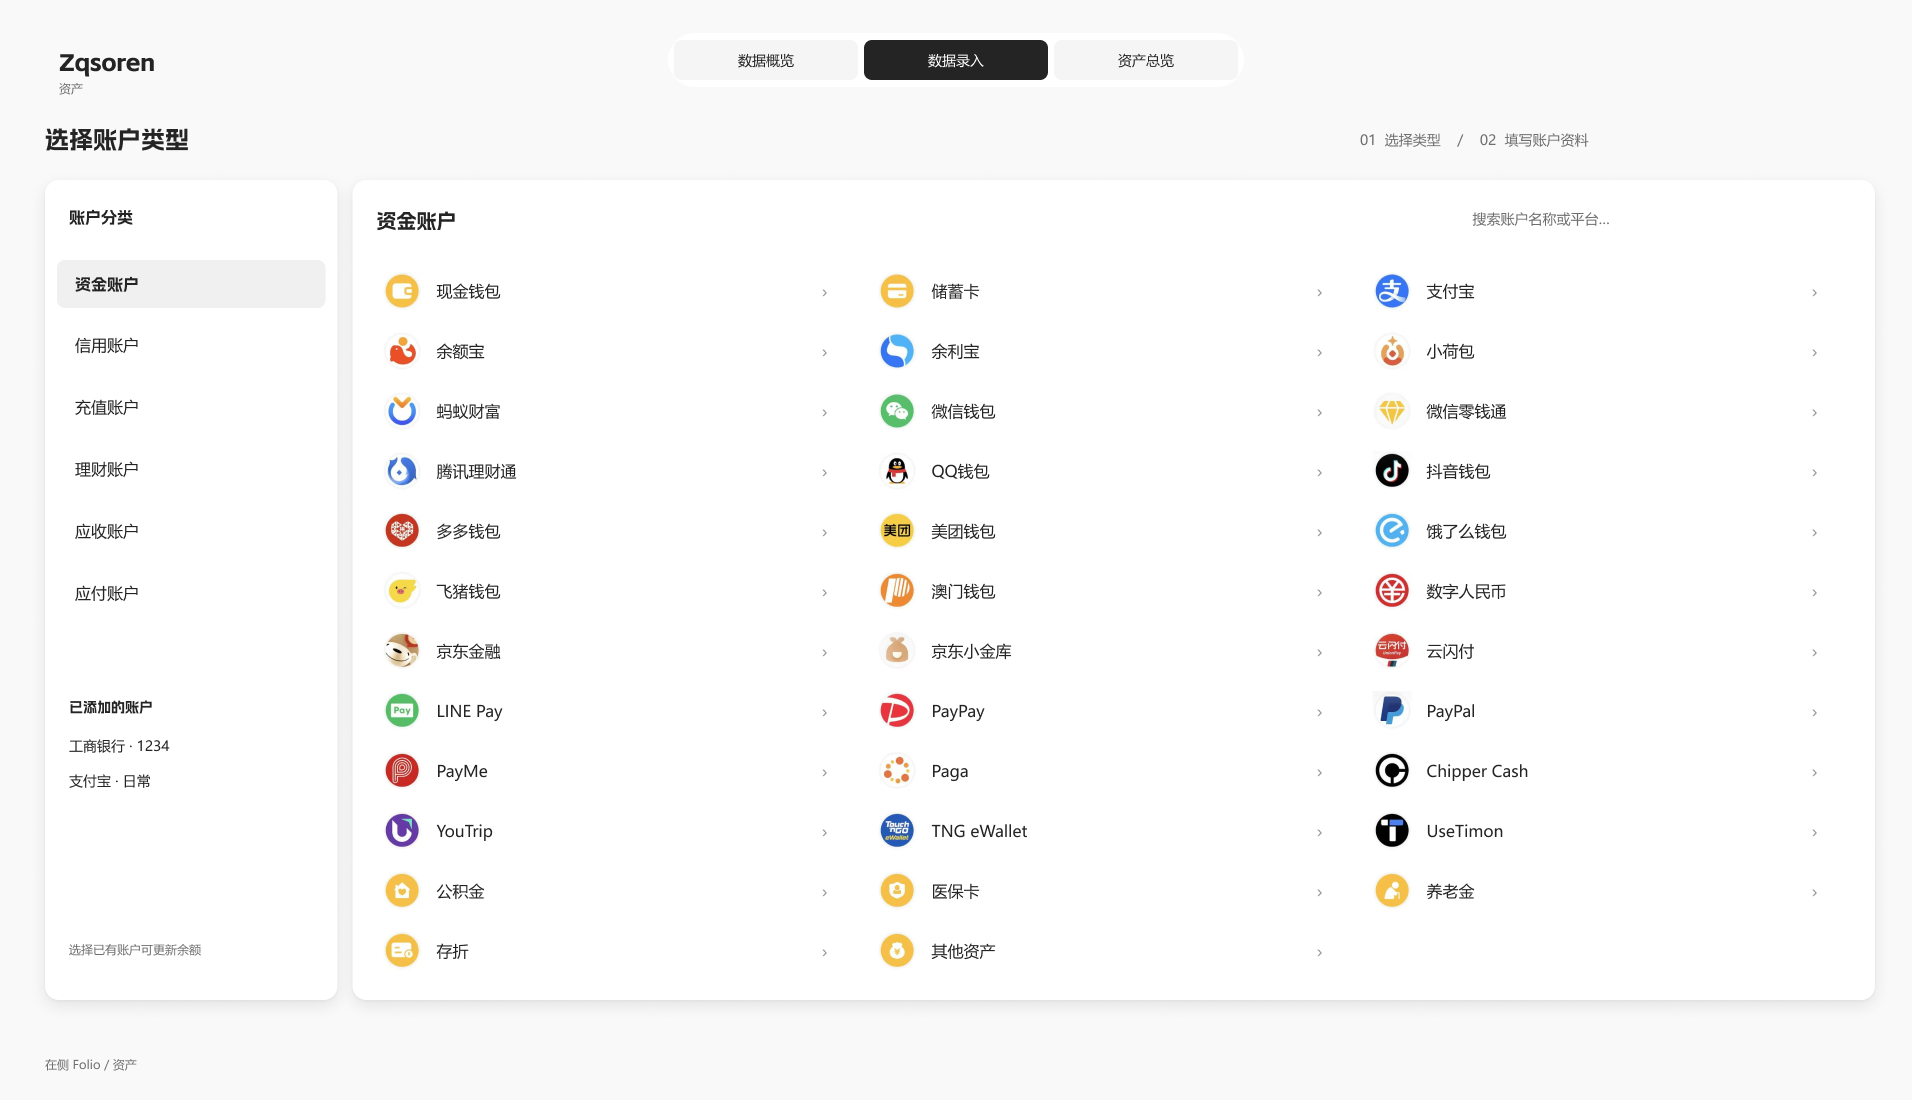 Zqsoren
资产
数据概览
数据录入
资产总览
选择账户类型
01 选择类型 / 02 填写账户资料
账户分类
资金账户
信用账户
充值账户
理财账户
应收账户
应付账户
已添加的账户
工商银行 · 1234
支付宝 · 日常
选择已有账户可更新余额
资金账户
搜索账户名称或平台...
现金钱包 ›
储蓄卡 ›
支付宝 ›
余额宝 ›
余利宝 ›
小荷包 ›
蚂蚁财富 ›
微信钱包 ›
微信零钱通 ›
腾讯理财通 ›
QQ钱包 ›
抖音钱包 ›
多多钱包 ›
美团
美团钱包 ›
饿了么钱包 ›
飞猪钱包 ›
澳门钱包 ›
数字人民币 ›
京东金融 ›
京东小金库 ›
云闪付
UnionPay
云闪付 ›
Pay
LINE Pay ›
PayPay ›
PayPal ›
PayMe ›
Paga ›
Chipper Cash ›
YouTrip ›
Touch
'nGO
eWallet
TNG eWallet ›
UseTimon ›
公积金 ›
医保卡 ›
养老金 ›
存折 ›
其他资产 ›
在侧 Folio / 资产